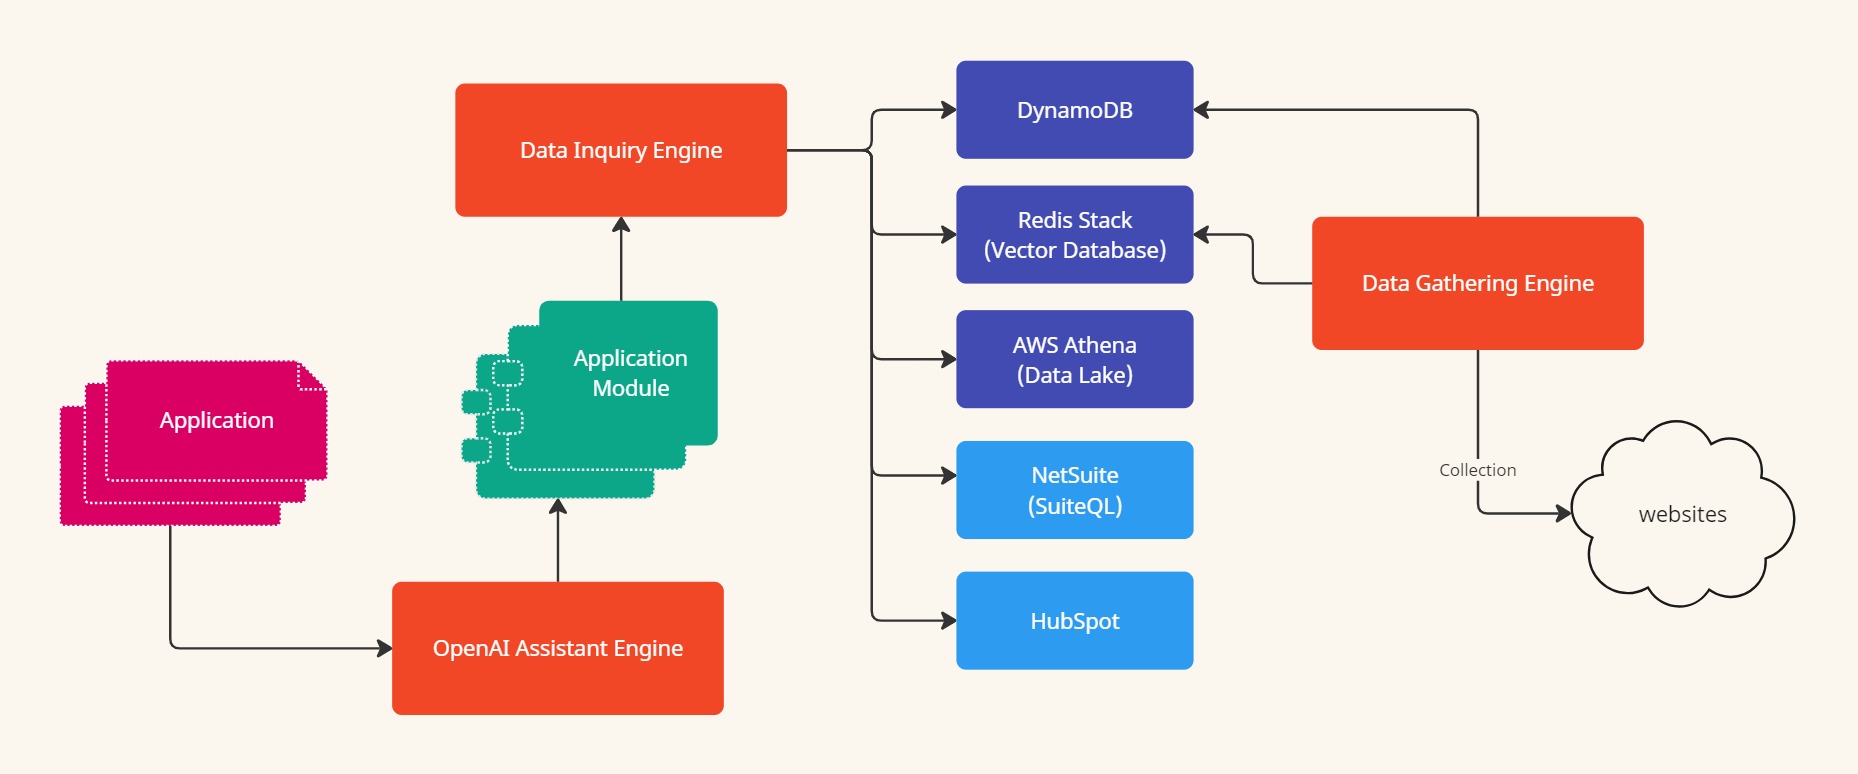 Data Inquiry Engine
DynamoDB
Redis Stack
(Vector Database)
Data Gathering Engine
AWS Athena
(Data Lake)
Application
Module
Application
NetSuite
(SuiteQL)
Collection
websites
HubSpot
OpenAI Assistant Engine